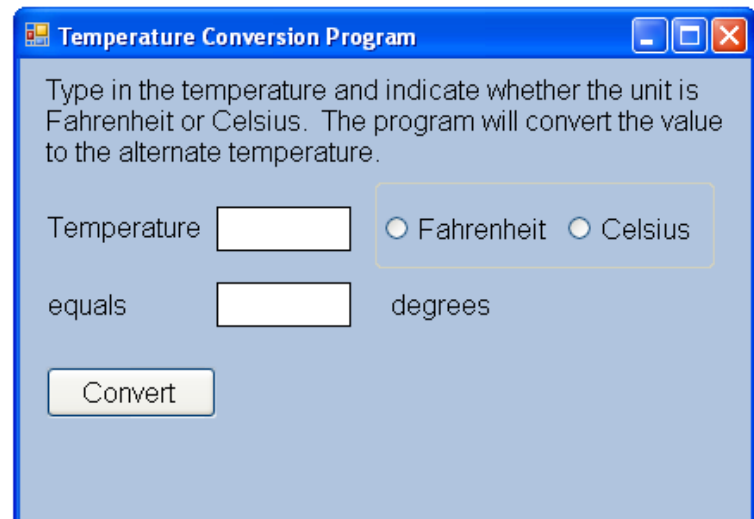 Temperature Conversion Program
Type in the temperature and indicate whether the unit is
Fahrenheit or Celsius.  The program will convert the value
to the alternate temperature.
Temperature Fahrenheit Celsius
equals degrees
Convert